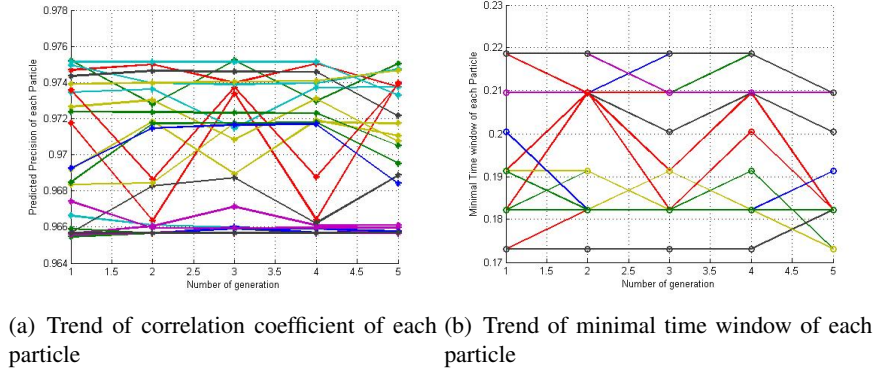 0.978
0.976
0.974
0.972
0.97
0.968
0.966
0.964
Predicted Precision of each Particle
1 1.5 2 2.5 3 3.5 4 4.5 5
Number of generation
0.23
0.22
0.21
0.20
0.19
0.18
0.17
Minimal Time window of each Particle
1 1.5 2 2.5 3 3.5 4 4.5 5
Number of generation
(a) Trend of correlation coefficient of each
particle
(b) Trend of minimal time window of each
particle